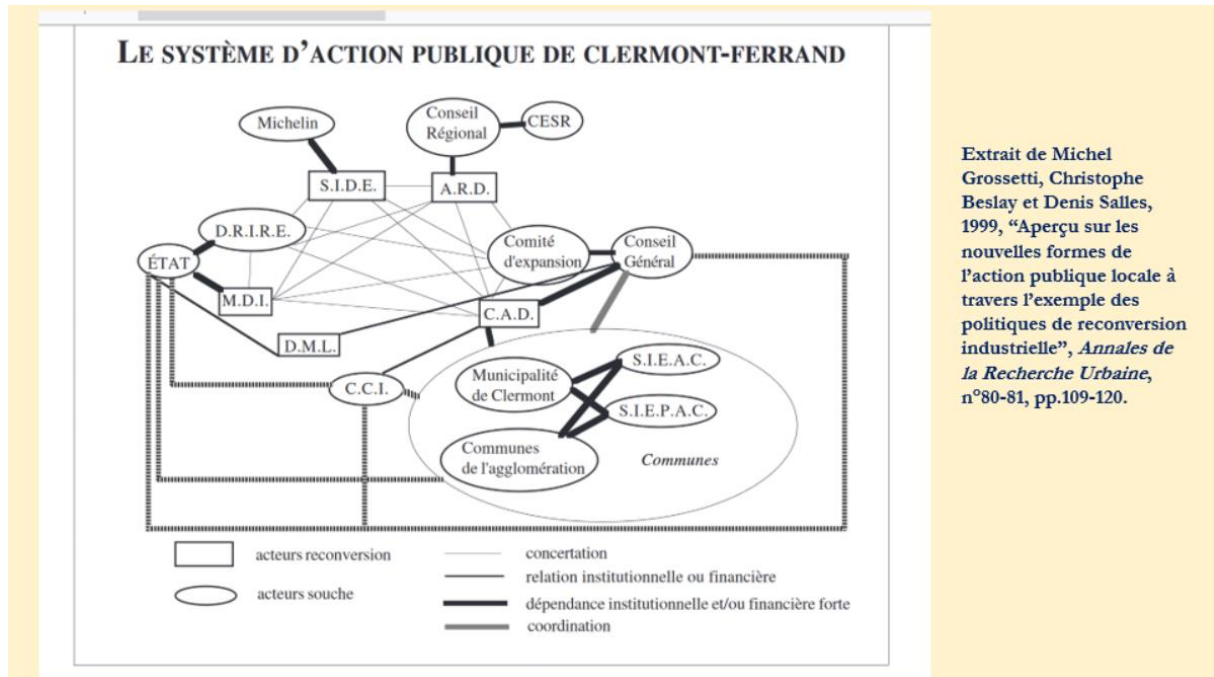 LE SYSTÈME D'ACTION PUBLIQUE DE CLERMONT-FERRAND
Michelin
Conseil
Régional
CESR
S.I.D.E.
A.R.D.
D.R.I.R.E.
Comité
d'expansion
Conseil
Général
ÉTAT
M.D.I.
C.A.D.
D.M.L.
C.C.I.
Municipalité
de Clermont
S.I.E.A.C.
S.I.E.P.A.C.
Communes
de l'agglomération
Communes
acteurs reconversion
acteurs souche
concertation
relation institutionnelle ou financière
dépendance institutionnelle et/ou financière forte
coordination
Extrait de Michel
Grossetti, Christophe
Beslay et Denis Salles,
1999, “Aperçu sur les
nouvelles formes de
l’action publique locale à
travers l’exemple des
politiques de reconversion
industrielle”, Annales de
la Recherche Urbaine,
n°80-81, pp.109-120.